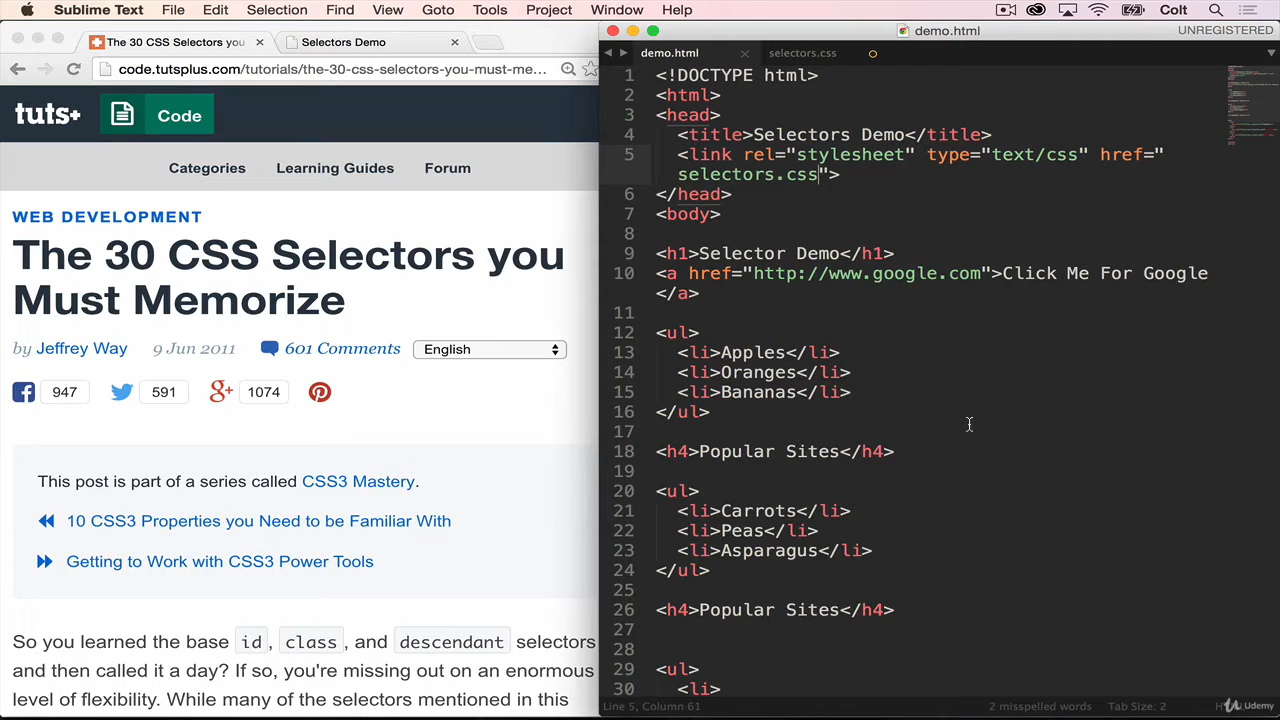 Sublime Text File Edit Selection Find View Goto Tools Project Window Help Colt
The 30 CSS Selectors you Selectors Demo
code.tutsplus.com/tutorials/the-30-css-selectors-you-must-me...
tuts+ Code
Categories Learning Guides Forum
WEB DEVELOPMENT
The 30 CSS Selectors you
Must Memorize
by Jeffrey Way 9 Jun 2011 601 Comments English
947 591 g+ 1074
This post is part of a series called CSS3 Mastery.
10 CSS3 Properties you Need to be Familiar With
Getting to Work with CSS3 Power Tools
So you learned the base id, class, and descendant selectors
and then called it a day? If so, you're missing out on an enormous
level of flexibility. While many of the selectors mentioned in this
demo.html UNREGISTERED
demo.html selectors.css
1 <!DOCTYPE html>
2 <html>
3 <head>
4 <title>Selectors Demo</title>
5 <link rel="stylesheet" type="text/css" href="
selectors.css">
6 </head>
7 <body>
8
9 <h1>Selector Demo</h1>
10 <a href="http://www.google.com">Click Me For Google
</a>
11
12 <ul>
13 <li>Apples</li>
14 <li>Oranges</li>
15 <li>Bananas</li>
16 </ul>
17
18 <h4>Popular Sites</h4>
19
20 <ul>
21 <li>Carrots</li>
22 <li>Peas</li>
23 <li>Asparagus</li>
24 </ul>
25
26 <h4>Popular Sites</h4>
27
28
29 <ul>
30 <li>
Line 5, Column 61 2 misspelled words Tab Size: 2
Udemy